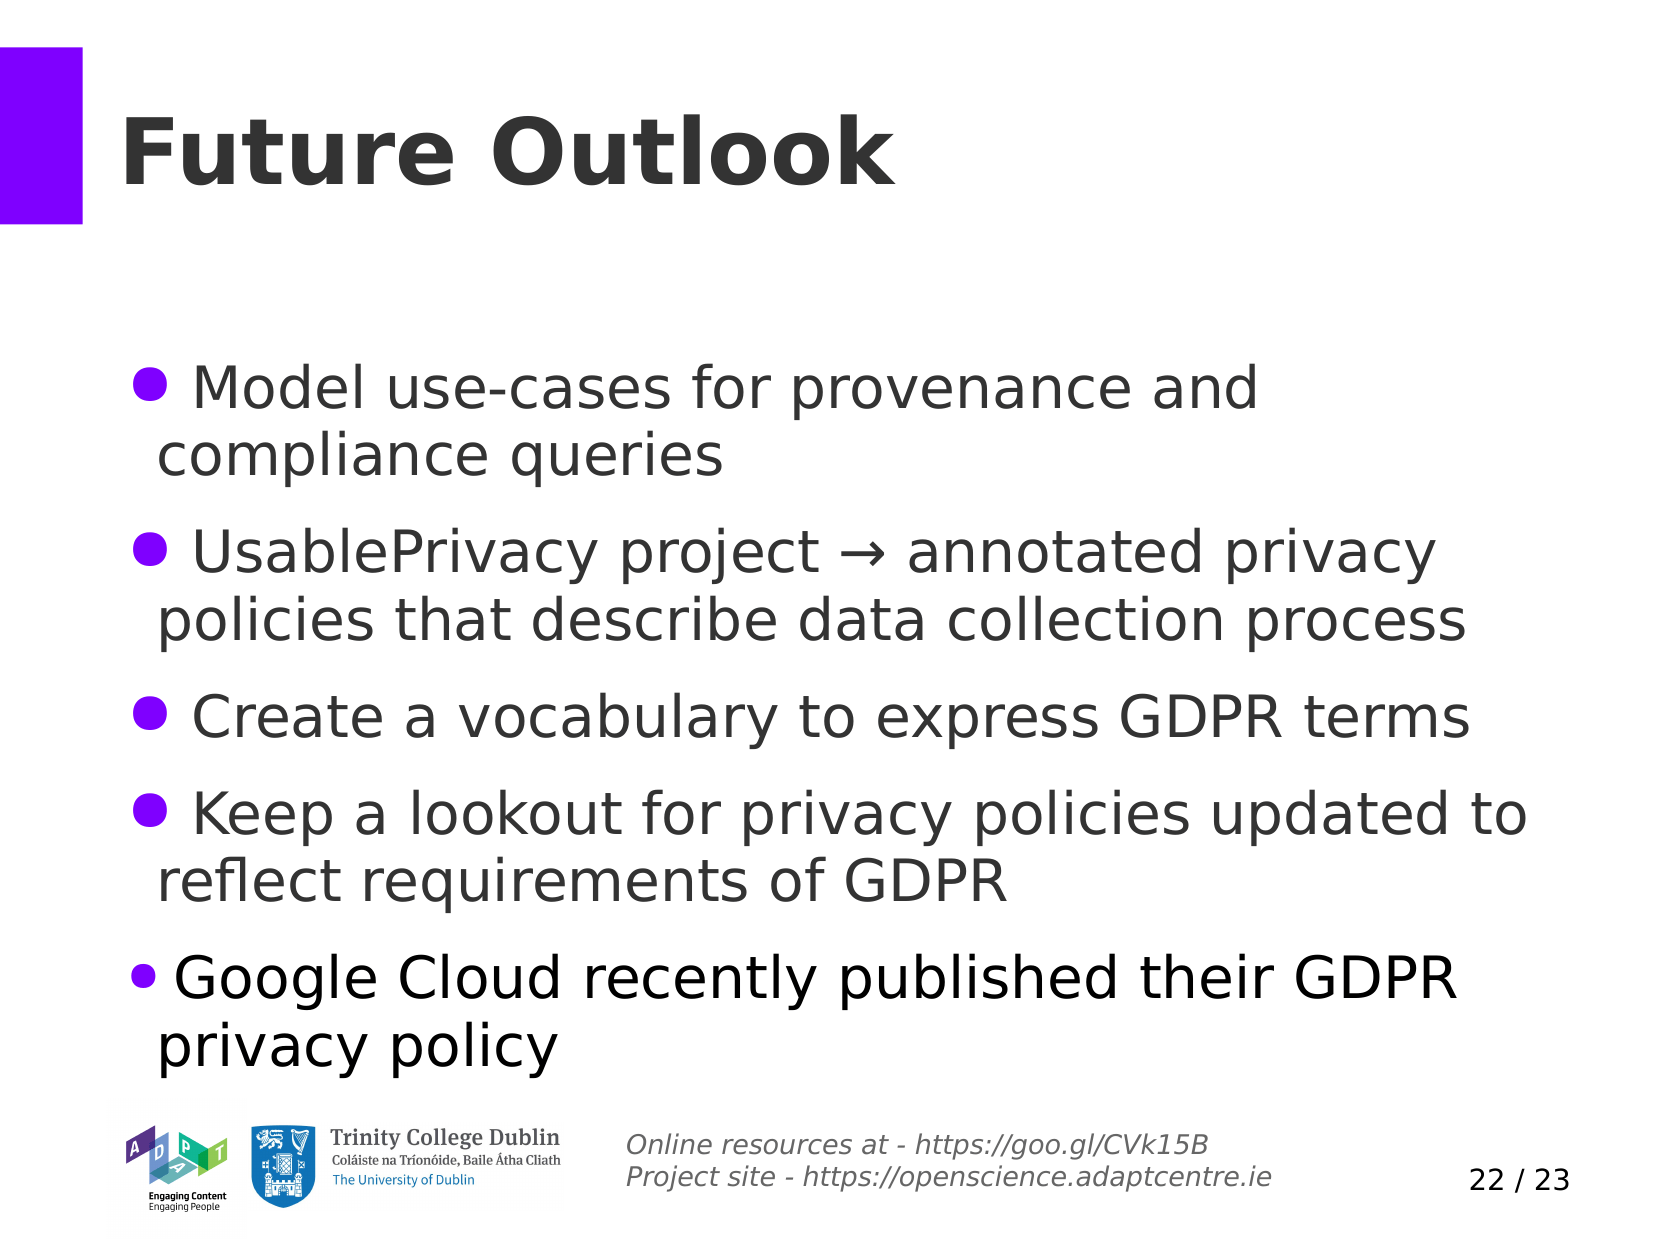 Future Outlook
● Model use-cases for provenance and
compliance queries
● UsablePrivacy project → annotated privacy
policies that describe data collection process
● Create a vocabulary to express GDPR terms
● Keep a lookout for privacy policies updated to
reflect requirements of GDPR
● Google Cloud recently published their GDPR
privacy policy
ADAPT
Engaging Content
Engaging People
Trinity College Dublin
Coláiste na Tríonóide, Baile Átha Cliath
The University of Dublin
Online resources at - https://goo.gl/CVk15B
Project site - https://openscience.adaptcentre.ie
22 / 23